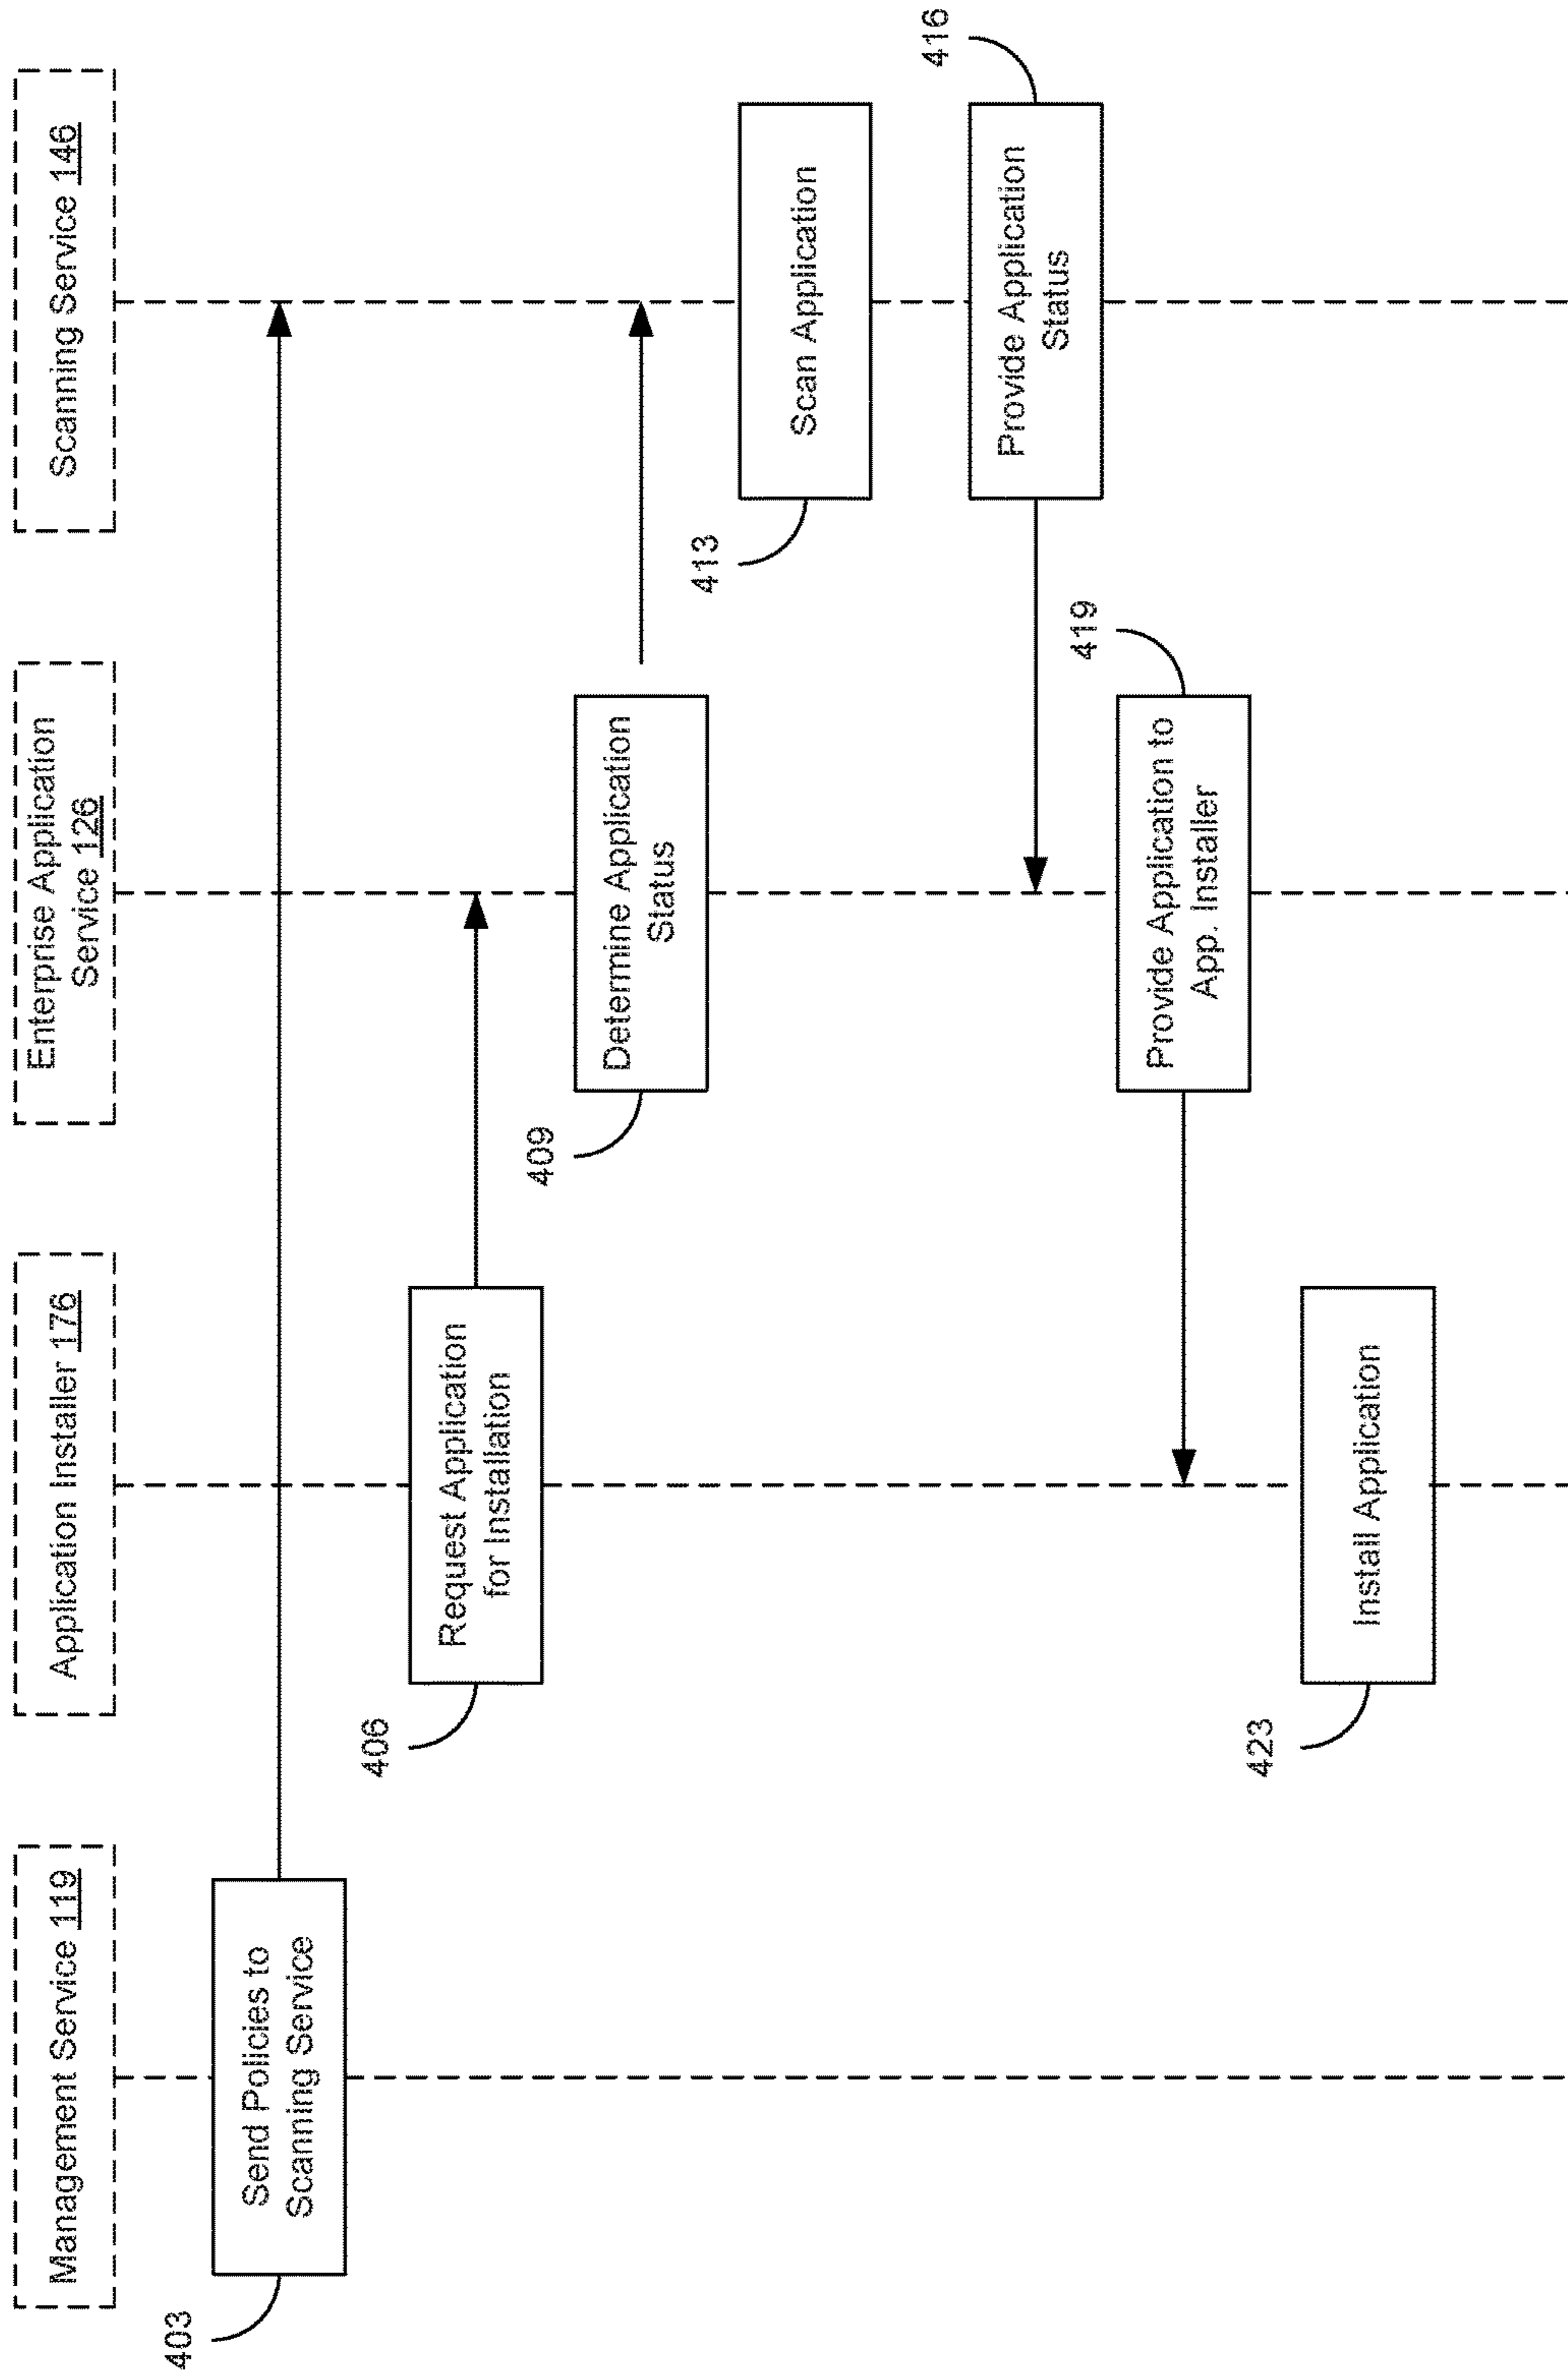 Management Service 119
Application Installer 176
Enterprise Application
Service 126
Scanning Service 146
403
Send Policies to
Scanning Service
406
Request Application
for Installation
409
Determine Application
Status
413
Scan Application
416
Provide Application
Status
419
Provide Application to
App. Installer
423
Install Application